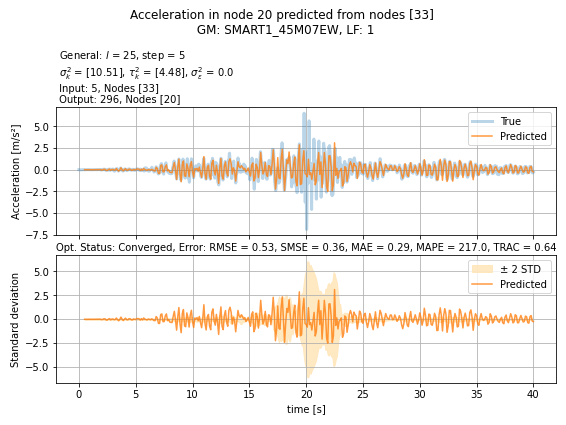 Acceleration in node 20 predicted from nodes [33]
GM: SMART1_45M07EW, LF: 1
General: l = 25, step = 5
σ²ₖ = [10.51], τ²ₖ = [4.48], σ²ε = 0.0
Input: 5, Nodes [33]
Output: 296, Nodes [20]
Acceleration [m/s²]
5.0
2.5
0.0
−2.5
−5.0
−7.5
True
Predicted
Opt. Status: Converged, Error: RMSE = 0.53, SMSE = 0.36, MAE = 0.29, MAPE = 217.0, TRAC = 0.64
Standard deviation
5.0
2.5
0.0
−2.5
−5.0
± 2 STD
Predicted
0 5 10 15 20 25 30 35 40
time [s]